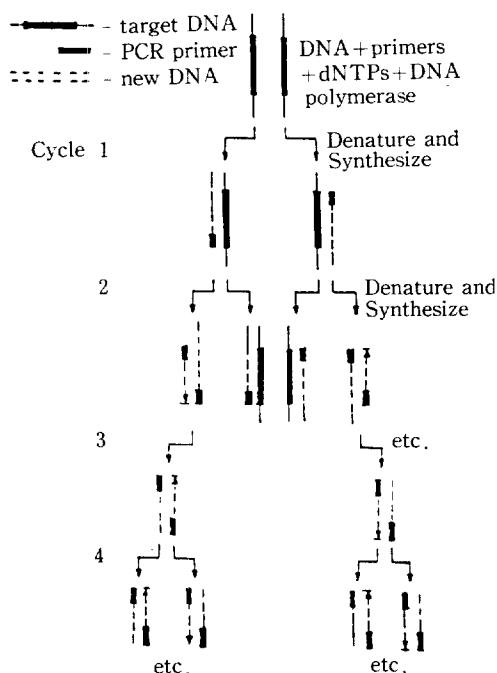 – target DNA
– PCR primer
– new DNA
DNA+primers
+dNTPs+DNA
polymerase
Cycle 1
Denature and
Synthesize
2
Denature and
Synthesize
3
etc.
4
etc.
etc.